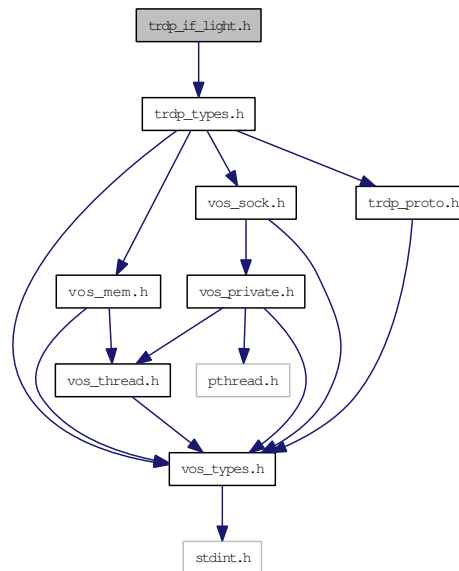 trdp_if_light.h
trdp_types.h
vos_sock.h
trdp_proto.h
vos_mem.h
vos_private.h
vos_thread.h
pthread.h
vos_types.h
stdint.h